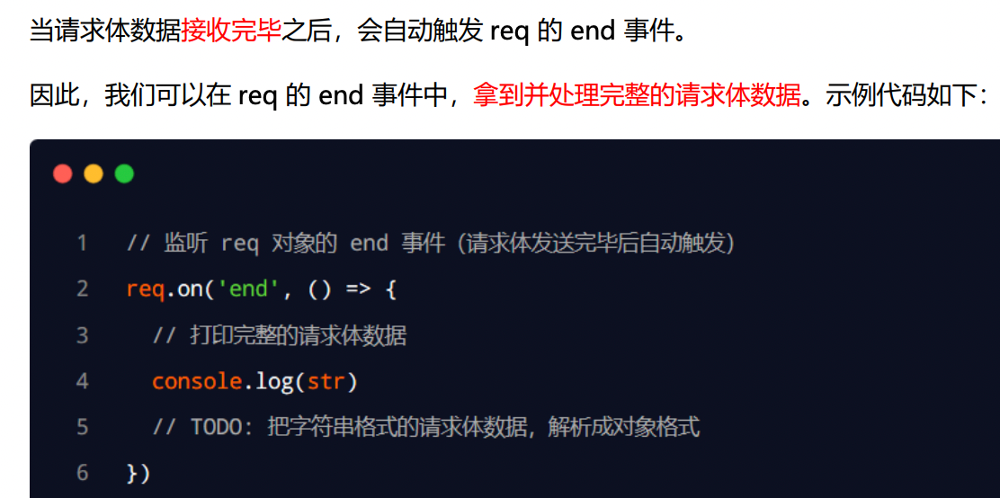 当请求体数据接收完毕之后，会自动触发 req 的 end 事件。
因此，我们可以在 req 的 end 事件中，拿到并处理完整的请求体数据。示例代码如下：
1 // 监听 req 对象的 end 事件（请求体发送完毕后自动触发）
2 req.on('end', () => {
3   // 打印完整的请求体数据
4   console.log(str)
5   // TODO: 把字符串格式的请求体数据，解析成对象格式
6 })